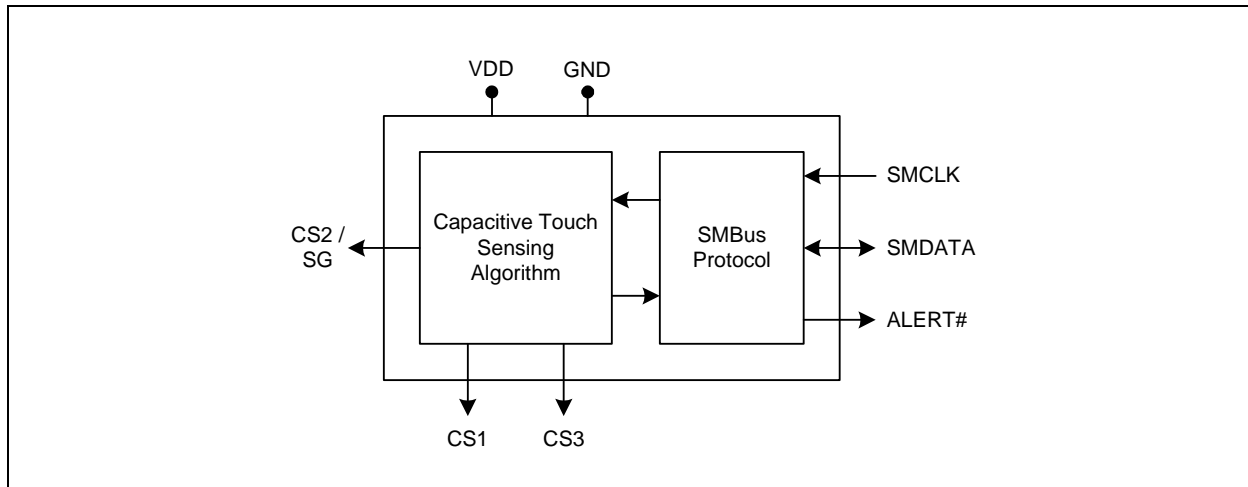 VDD
GND
CS2 /
SG
Capacitive Touch
Sensing
Algorithm
SMBus
Protocol
SMCLK
SMDATA
ALERT#
CS1
CS3